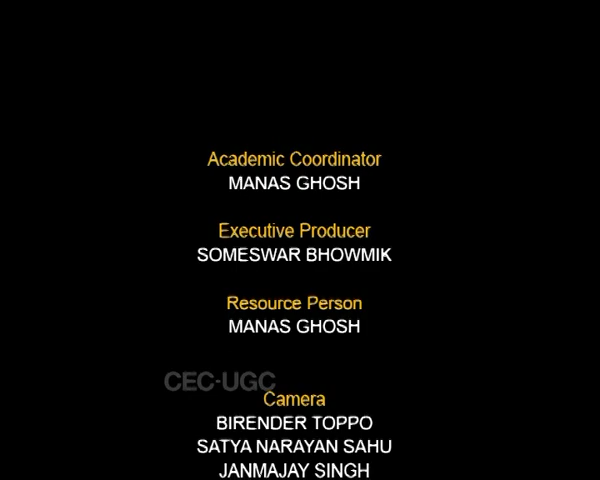 Academic Coordinator
MANAS GHOSH
Executive Producer
SOMESWAR BHOWMIK
Resource Person
MANAS GHOSH
CEC-UGC
Camera
BIRENDER TOPPO
SATYA NARAYAN SAHU
JANMAJAY SINGH